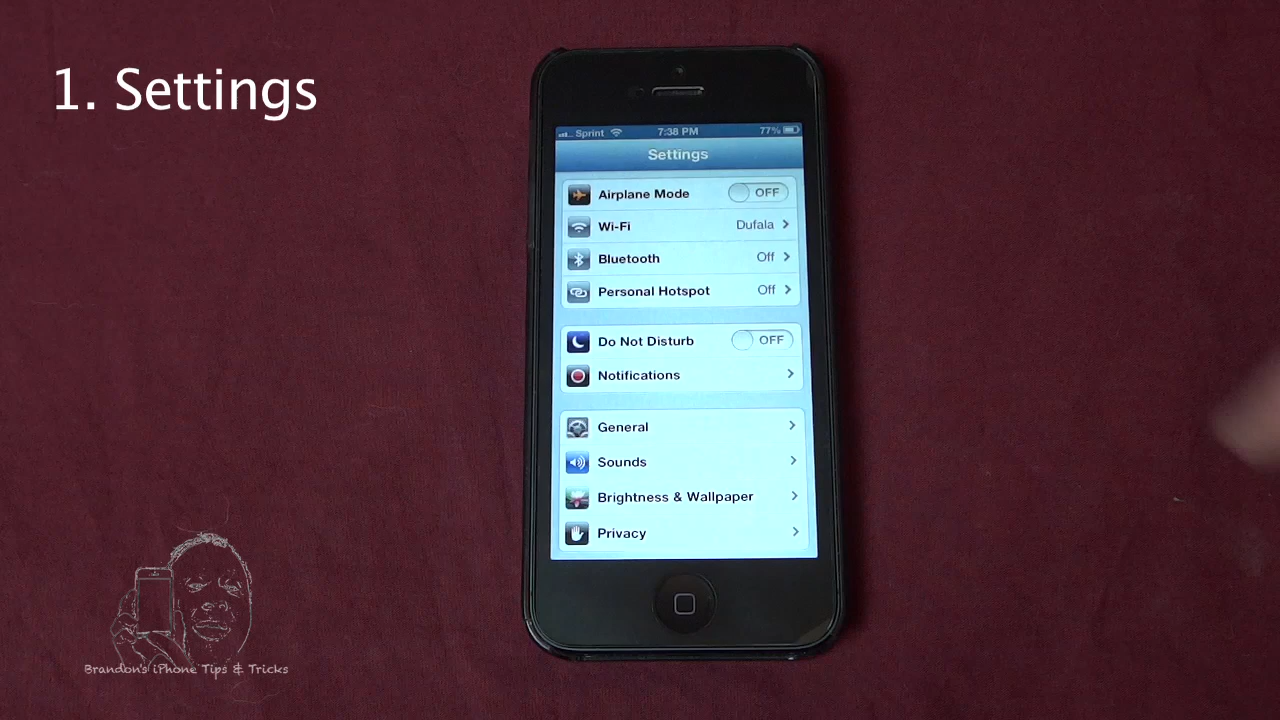 1. Settings
Sprint 7:38 PM 77%
Settings
Airplane Mode OFF
Wi-Fi Dufala
Bluetooth Off
Personal Hotspot Off
Do Not Disturb OFF
Notifications
General
Sounds
Brightness & Wallpaper
Privacy
Brandon's iPhone Tips & Tricks